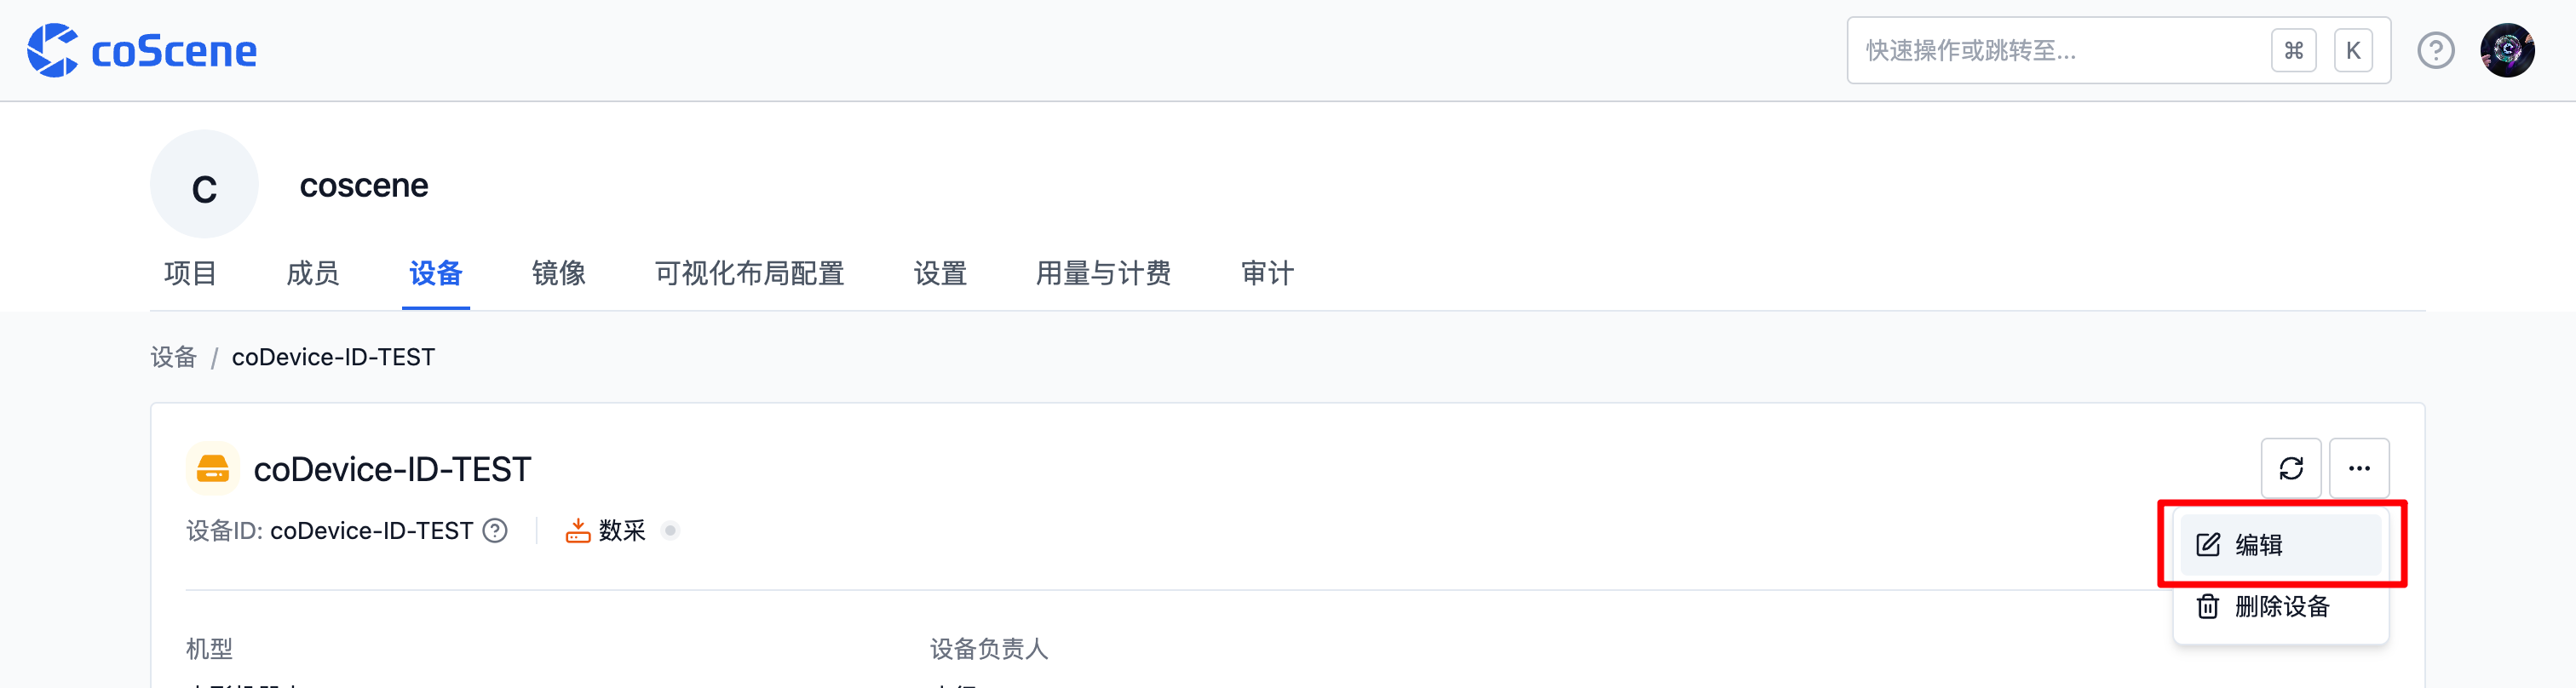 coScene
快速操作或跳转至...
⌘ K
C
coscene
项目 成员 设备 镜像 可视化布局配置 设置 用量与计费 审计
设备 / coDevice-ID-TEST
coDevice-ID-TEST
设备ID: coDevice-ID-TEST 数采
编辑
删除设备
机型 设备负责人